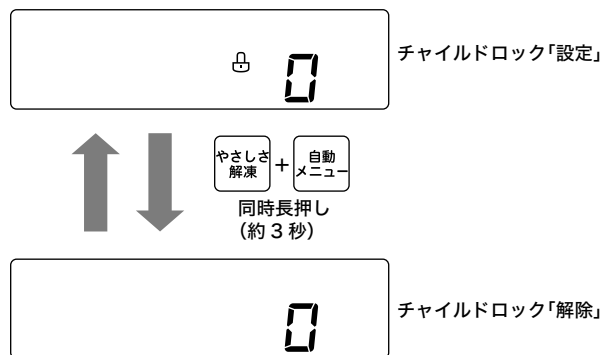 0
チャイルドロック「設定」
やさしさ
解凍
+
自動
メニュー
同時長押し
(約3秒)
0
チャイルドロック「解除」